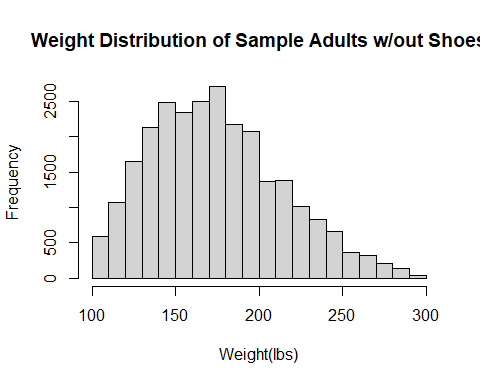 Weight Distribution of Sample Adults w/out Shoes
2500
1500
500
0
Frequency
100 150 200 250 300
Weight(lbs)